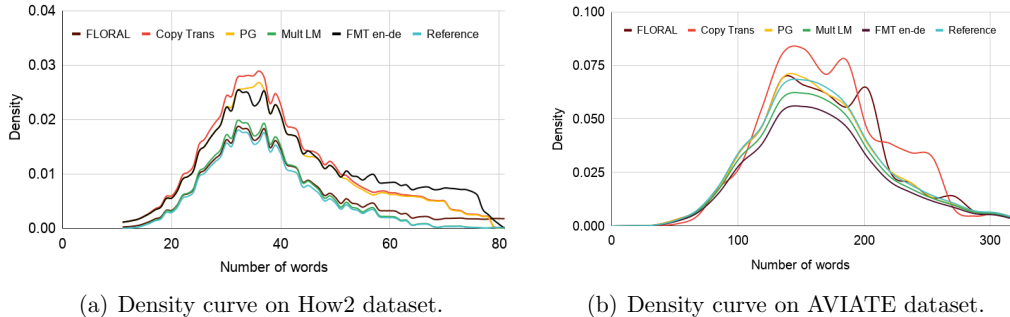 FLORAL Copy Trans PG Mult LM FMT en-de Reference
0.04
0.03
0.02
0.01
0.00
Density
0 20 40 60 80
Number of words
(a) Density curve on How2 dataset.
FLORAL Copy Trans PG Mult LM FMT en-de Reference
0.100
0.075
0.050
0.025
0.000
Density
0 100 200 300
Number of words
(b) Density curve on AVIATE dataset.